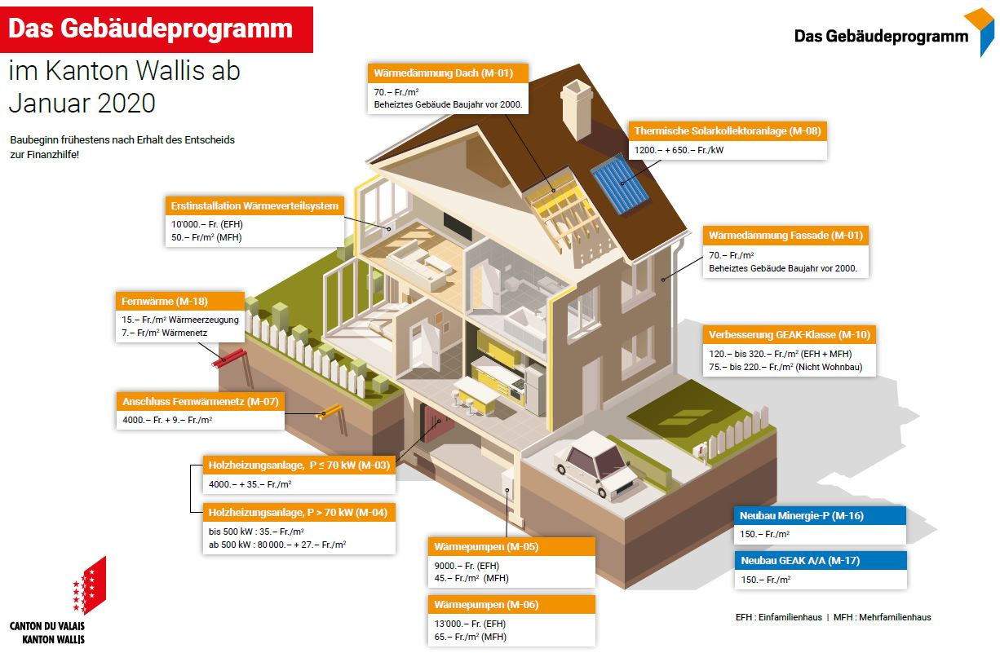 Das Gebäudeprogramm
im Kanton Wallis ab
Januar 2020
Baubeginn frühestens nach Erhalt des Entscheids
zur Finanzhilfe!
Das Gebäudeprogramm
Wärmedämmung Dach (M-01)
70.– Fr./m²
Beheiztes Gebäude Baujahr vor 2000.
Thermische Solarkollektoranlage (M-08)
1200.– + 650.– Fr./kW
Erstinstallation Wärmeverteilsystem
10'000.– Fr. (EFH)
50.– Fr/m² (MFH)
Wärmedämmung Fassade (M-01)
70.– Fr./m²
Beheiztes Gebäude Baujahr vor 2000.
Fernwärme (M-18)
15.– Fr./m² Wärmeerzeugung
7.– Fr/m² Wärmenetz
Verbesserung GEAK-Klasse (M-10)
120.– bis 320.– Fr./m² (EFH + MFH)
75.– bis 220.– Fr./m² (Nicht Wohnbau)
Anschluss Fernwärmenetz (M-07)
4000.– Fr. + 9.– Fr./m²
Holzheizungsanlage, P ≤ 70 kW (M-03)
4000.– + 35.– Fr./m²
Holzheizungsanlage, P > 70 kW (M-04)
bis 500 kW : 35.– Fr./m²
ab 500 kW : 80 000.– + 27.– Fr./m²
Wärmepumpen (M-05)
9000.– Fr. (EFH)
45.– Fr./m² (MFH)
Wärmepumpen (M-06)
13'000.– Fr. (EFH)
65.– Fr./m² (MFH)
Neubau Minergie-P (M-16)
150.– Fr./m²
Neubau GEAK A/A (M-17)
150.– Fr./m²
EFH : Einfamilienhaus | MFH : Mehrfamilienhaus
CANTON DU VALAIS
KANTON WALLIS